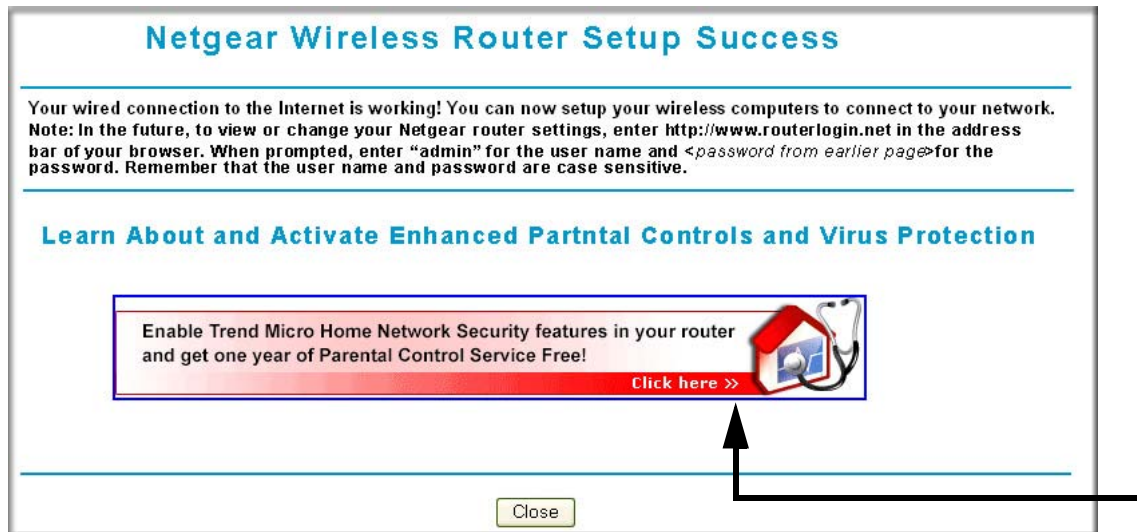 Netgear Wireless Router Setup Success
Your wired connection to the Internet is working! You can now setup your wireless computers to connect to your network.
Note: In the future, to view or change your Netgear router settings, enter http://www.routerlogin.net in the address
bar of your browser. When prompted, enter “admin” for the user name and <password from earlier page>for the
password. Remember that the user name and password are case sensitive.
Learn About and Activate Enhanced Partntal Controls and Virus Protection
Enable Trend Micro Home Network Security features in your router
and get one year of Parental Control Service Free!
Click here »
Close